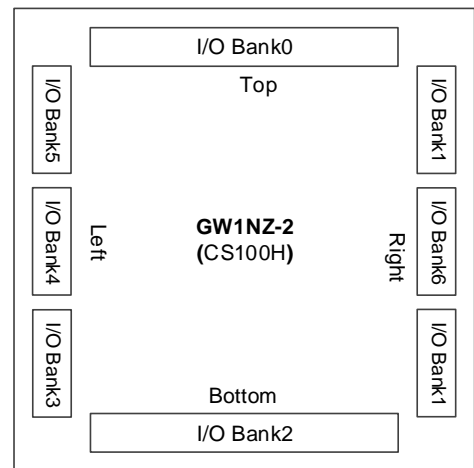 I/O Bank0
Top
I/O Bank5
I/O Bank1
I/O Bank4
Left
GW1NZ-2
(CS100H)
Right
I/O Bank6
I/O Bank3
I/O Bank1
Bottom
I/O Bank2